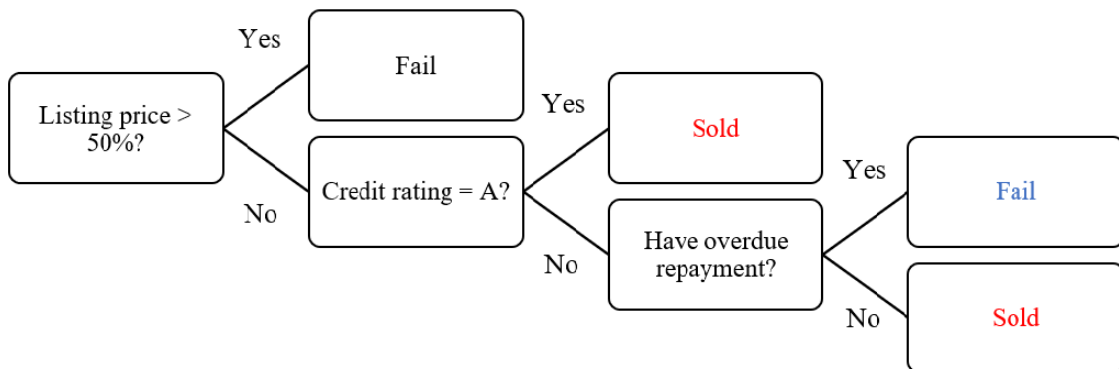 Yes
Fail
Listing price >
50%?
Yes
Sold
No
Credit rating = A?
Yes
Fail
No
Have overdue
repayment?
No
Sold